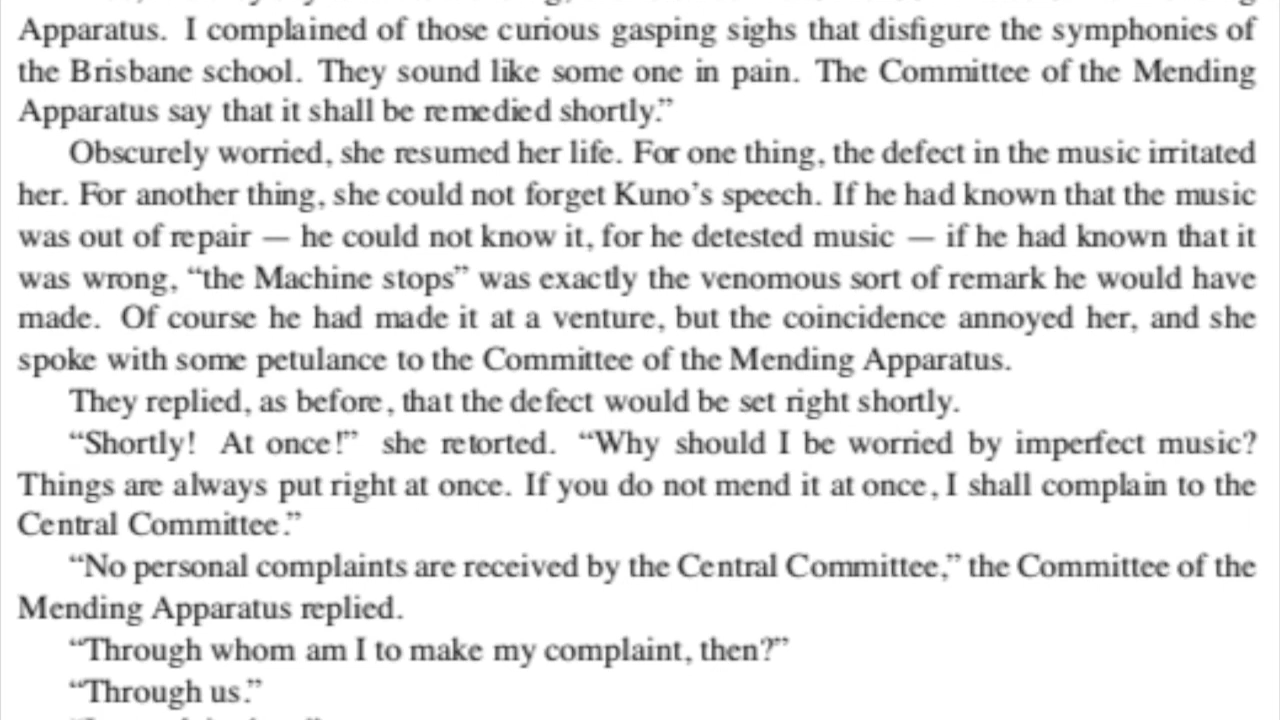 Apparatus. I complained of those curious gasping sighs that disfigure the symphonies of
the Brisbane school. They sound like some one in pain. The Committee of the Mending
Apparatus say that it shall be remedied shortly.”
Obscurely worried, she resumed her life. For one thing, the defect in the music irritated
her. For another thing, she could not forget Kuno’s speech. If he had known that the music
was out of repair — he could not know it, for he detested music — if he had known that it
was wrong, “the Machine stops” was exactly the venomous sort of remark he would have
made. Of course he had made it at a venture, but the coincidence annoyed her, and she
spoke with some petulance to the Committee of the Mending Apparatus.
They replied, as before, that the defect would be set right shortly.
“Shortly! At once!” she retorted. “Why should I be worried by imperfect music?
Things are always put right at once. If you do not mend it at once, I shall complain to the
Central Committee.”
“No personal complaints are received by the Central Committee,” the Committee of the
Mending Apparatus replied.
“Through whom am I to make my complaint, then?”
“Through us.”